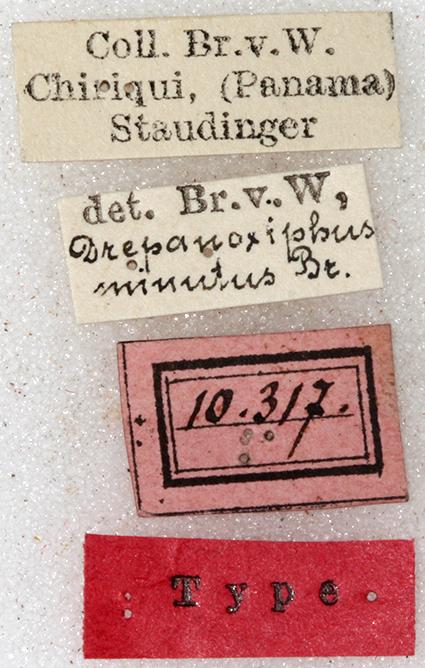 Coll. Br.v.W.
Chiriqui, (Panama)
Staudinger
det. Br.v.W,
Drepanoxiphus
minutus Br.
10.317.
Type